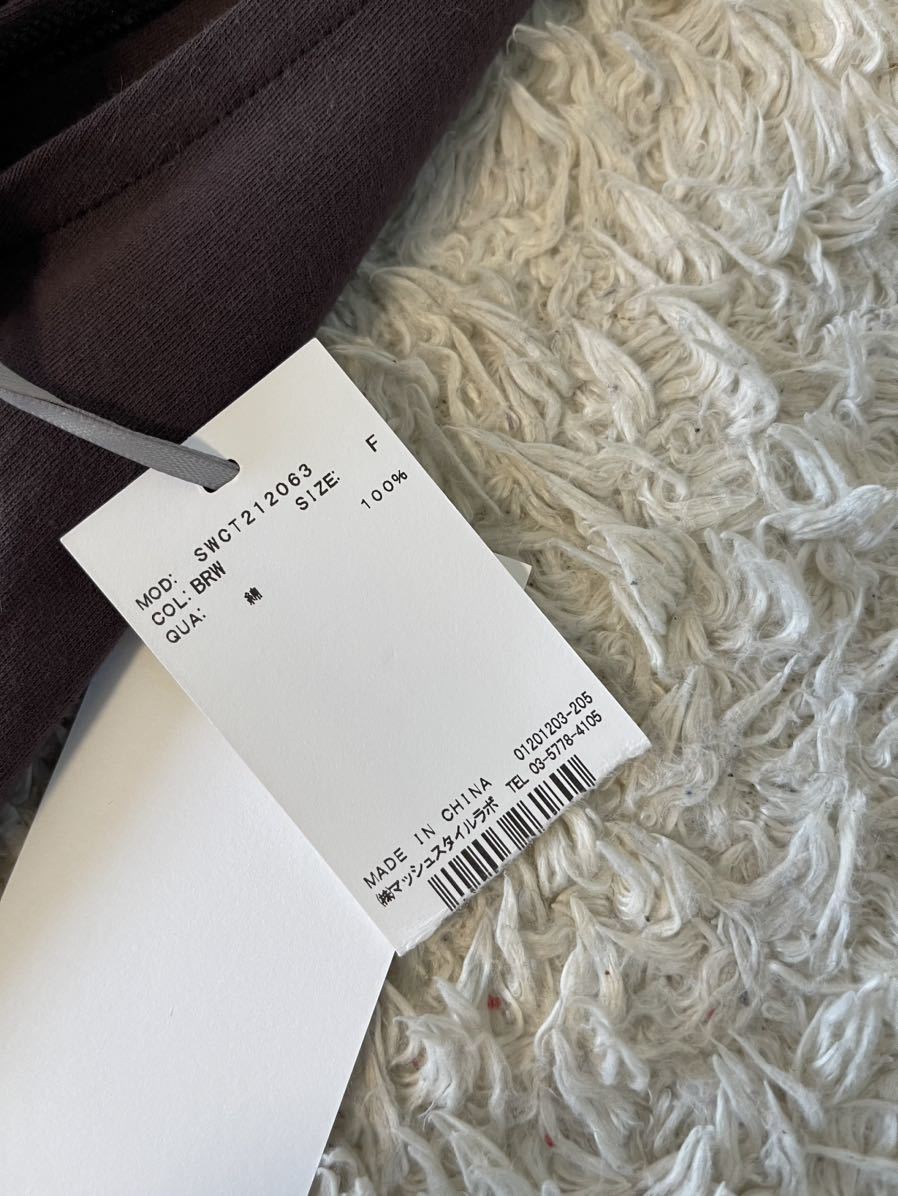 MOD: SWCT212063
COL:BRW SIZE: F
QUA: 綿 100%
MADE IN CHINA 01201203-205
㈱マッシュスタイルラボ TEL 03-5778-4105